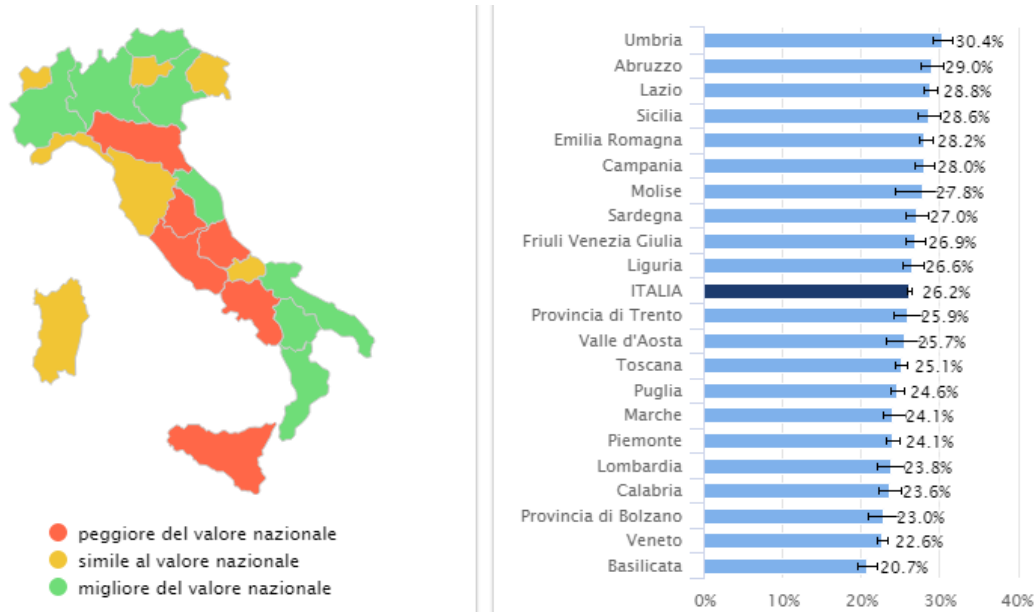 peggiore del valore nazionale
simile al valore nazionale
migliore del valore nazionale
Umbria 30.4%
Abruzzo 29.0%
Lazio 28.8%
Sicilia 28.6%
Emilia Romagna 28.2%
Campania 28.0%
Molise 27.8%
Sardegna 27.0%
Friuli Venezia Giulia 26.9%
Liguria 26.6%
ITALIA 26.2%
Provincia di Trento 25.9%
Valle d'Aosta 25.7%
Toscana 25.1%
Puglia 24.6%
Marche 24.1%
Piemonte 24.1%
Lombardia 23.8%
Calabria 23.6%
Provincia di Bolzano 23.0%
Veneto 22.6%
Basilicata 20.7%
0% 10% 20% 30% 40%